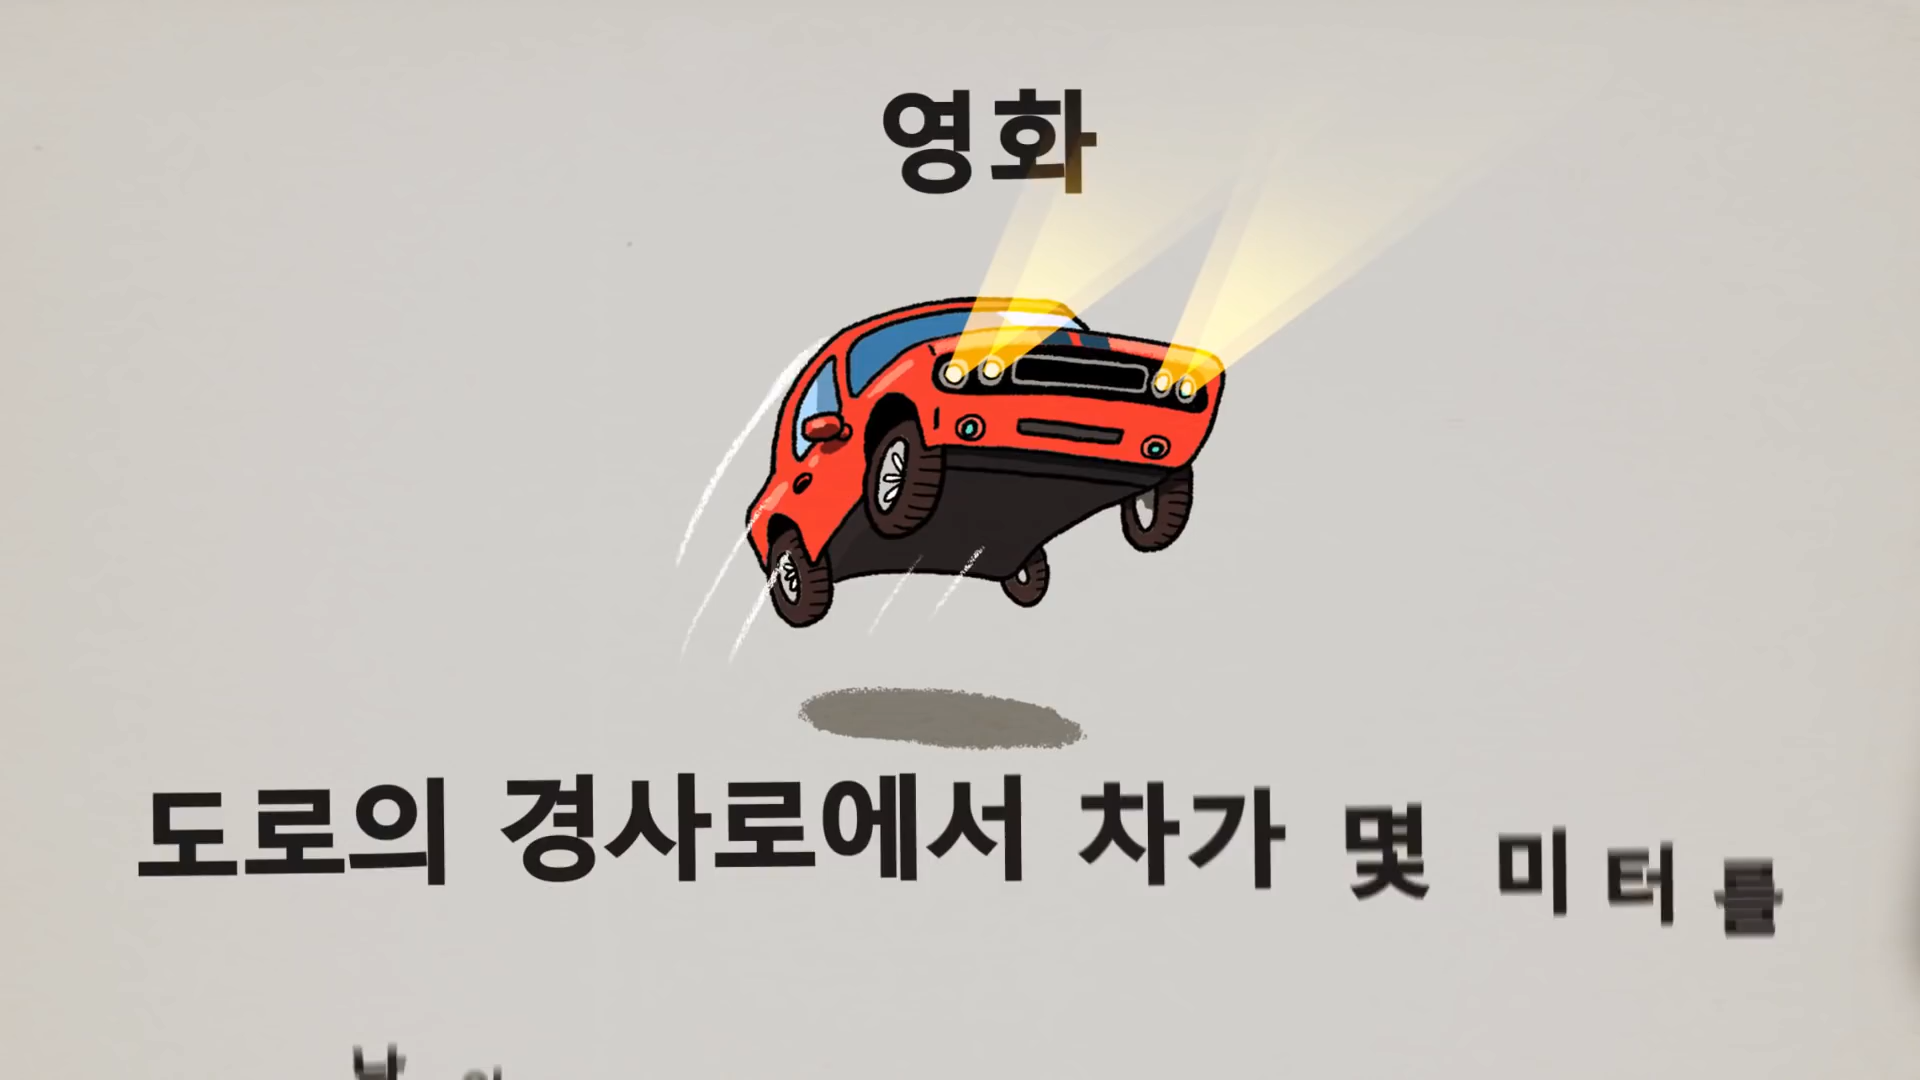 영화
도로의 경사로에서 차가 몇 미터를